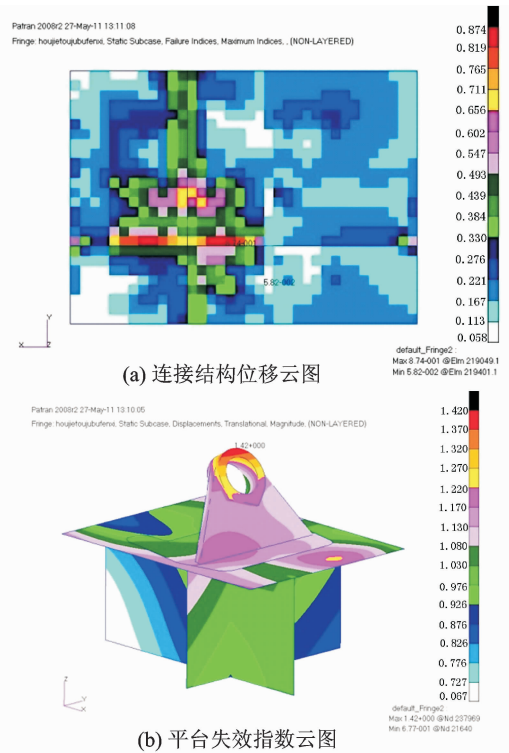 Patran 2008r2 27-May-11 13:11:08
Fringe: houjietoujubufenxi, Static Subcase, Failure Indices, Maximum Indices, , (NON-LAYERED)
0.874
0.819
0.765
0.711
0.656
0.602
0.547
0.493
0.439
0.384
0.330
0.276
0.221
0.167
0.113
0.058
5.82-002
Y
X
Z
default_Fringe2 :
Max 8.74-001 @Elm 219049.1
Min 5.82-002 @Elm 219401.1
(a) 连接结构位移云图
Patran 2008r2 27-May-11 13:10:05
Fringe: houjietoujubufenxi, Static Subcase, Displacements, Translational, Magnitude, (NON-LAYERED)
1.42+000
1.420
1.370
1.320
1.270
1.220
1.170
1.130
1.080
1.030
0.976
0.926
0.876
0.826
0.776
0.727
0.067
Z
Y
X
default_Fringe2 :
Max 1.42+000 @Nd 237969
Min 6.77-001 @Nd 21640
(b) 平台失效指数云图